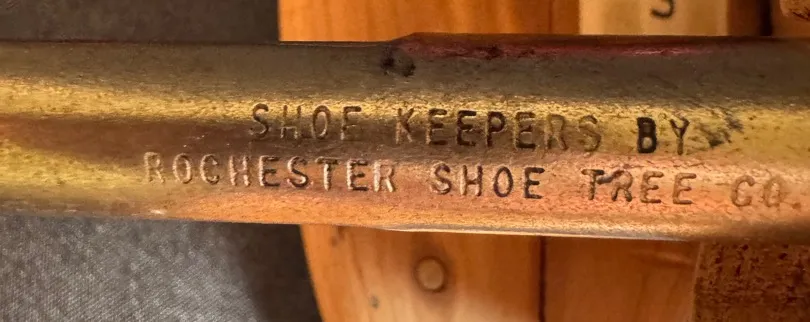 S
SHOE KEEPERS BY
ROCHESTER SHOE TREE CO.